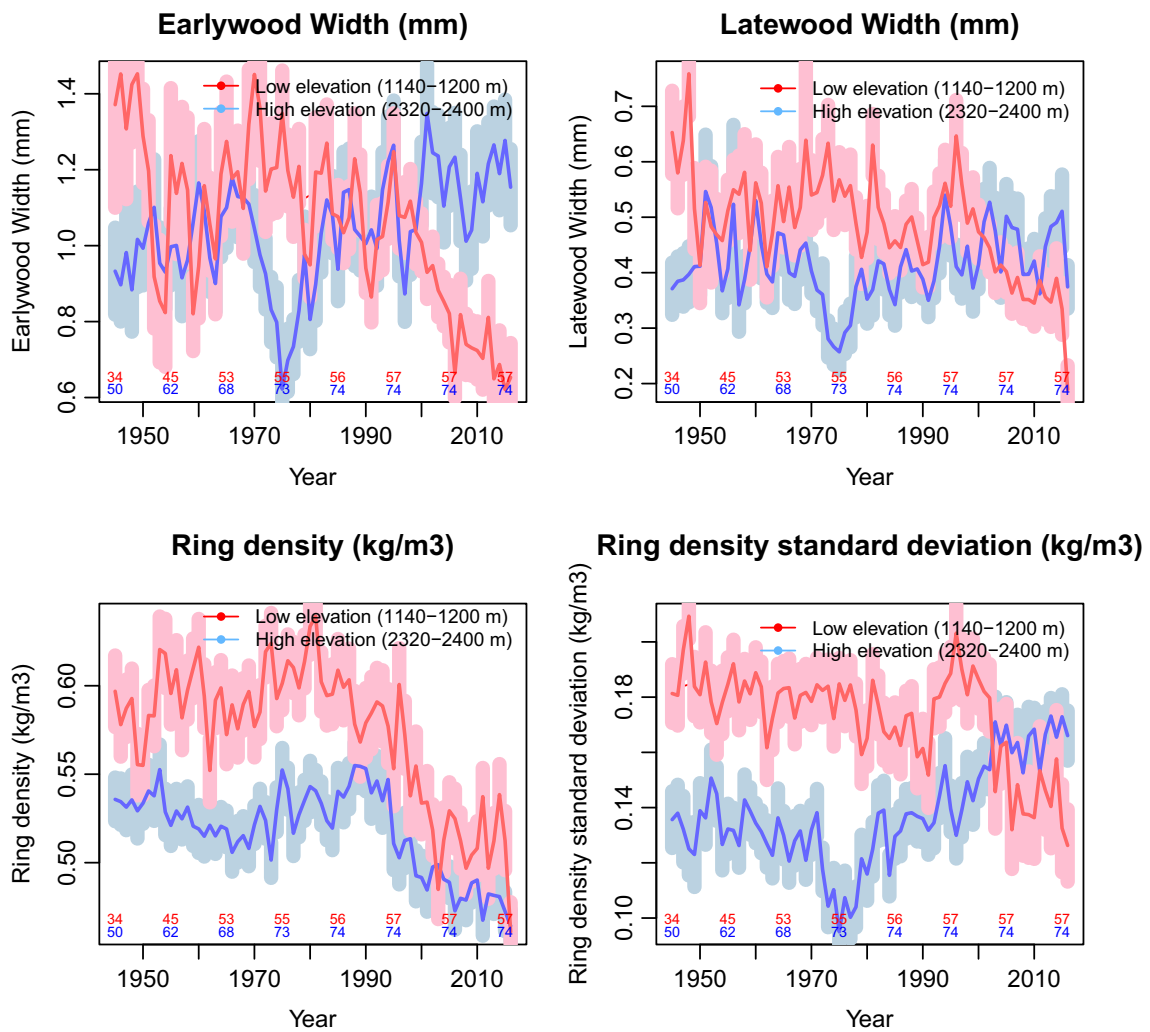 Earlywood Width (mm)
Earlywood Width (mm)
0.6 0.8 1.0 1.2 1.4
Low elevation (1140−1200 m)
High elevation (2320−2400 m)
34 45 53 55 56 57 57 57
50 62 68 73 74 74 74 74
1950 1970 1990 2010
Year
Latewood Width (mm)
Latewood Width (mm)
0.2 0.3 0.4 0.5 0.6 0.7
Low elevation (1140−1200 m)
High elevation (2320−2400 m)
34 45 53 55 56 57 57 57
50 62 68 73 74 74 74 74
1950 1970 1990 2010
Year
Ring density (kg/m3)
Ring density (kg/m3)
0.50 0.55 0.60
Low elevation (1140−1200 m)
High elevation (2320−2400 m)
34 45 53 55 56 57 57 57
50 62 68 73 74 74 74 74
1950 1970 1990 2010
Year
Ring density standard deviation (kg/m3)
Ring density standard deviation (kg/m3)
0.10 0.14 0.18
Low elevation (1140−1200 m)
High elevation (2320−2400 m)
34 45 53 55 56 57 57 57
50 62 68 73 74 74 74 74
1950 1970 1990 2010
Year